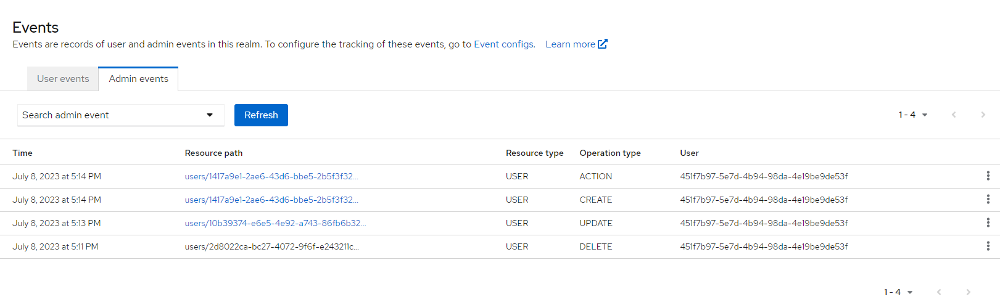 Events
Events are records of user and admin events in this realm. To configure the tracking of these events, go to Event configs. Learn more
User events Admin events
Search admin event Refresh 1 - 4
Time Resource path Resource type Operation type User
July 8, 2023 at 5:14 PM users/1417a9e1-2ae6-43d6-bbe5-2b5f3f32... USER ACTION 451f7b97-5e7d-4b94-98da-4e19be9de53f
July 8, 2023 at 5:14 PM users/1417a9e1-2ae6-43d6-bbe5-2b5f3f32... USER CREATE 451f7b97-5e7d-4b94-98da-4e19be9de53f
July 8, 2023 at 5:13 PM users/10b39374-e6e5-4e92-a743-86fb6b32... USER UPDATE 451f7b97-5e7d-4b94-98da-4e19be9de53f
July 8, 2023 at 5:11 PM users/2d8022ca-bc27-4072-9f6f-e243211c... USER DELETE 451f7b97-5e7d-4b94-98da-4e19be9de53f
1 - 4